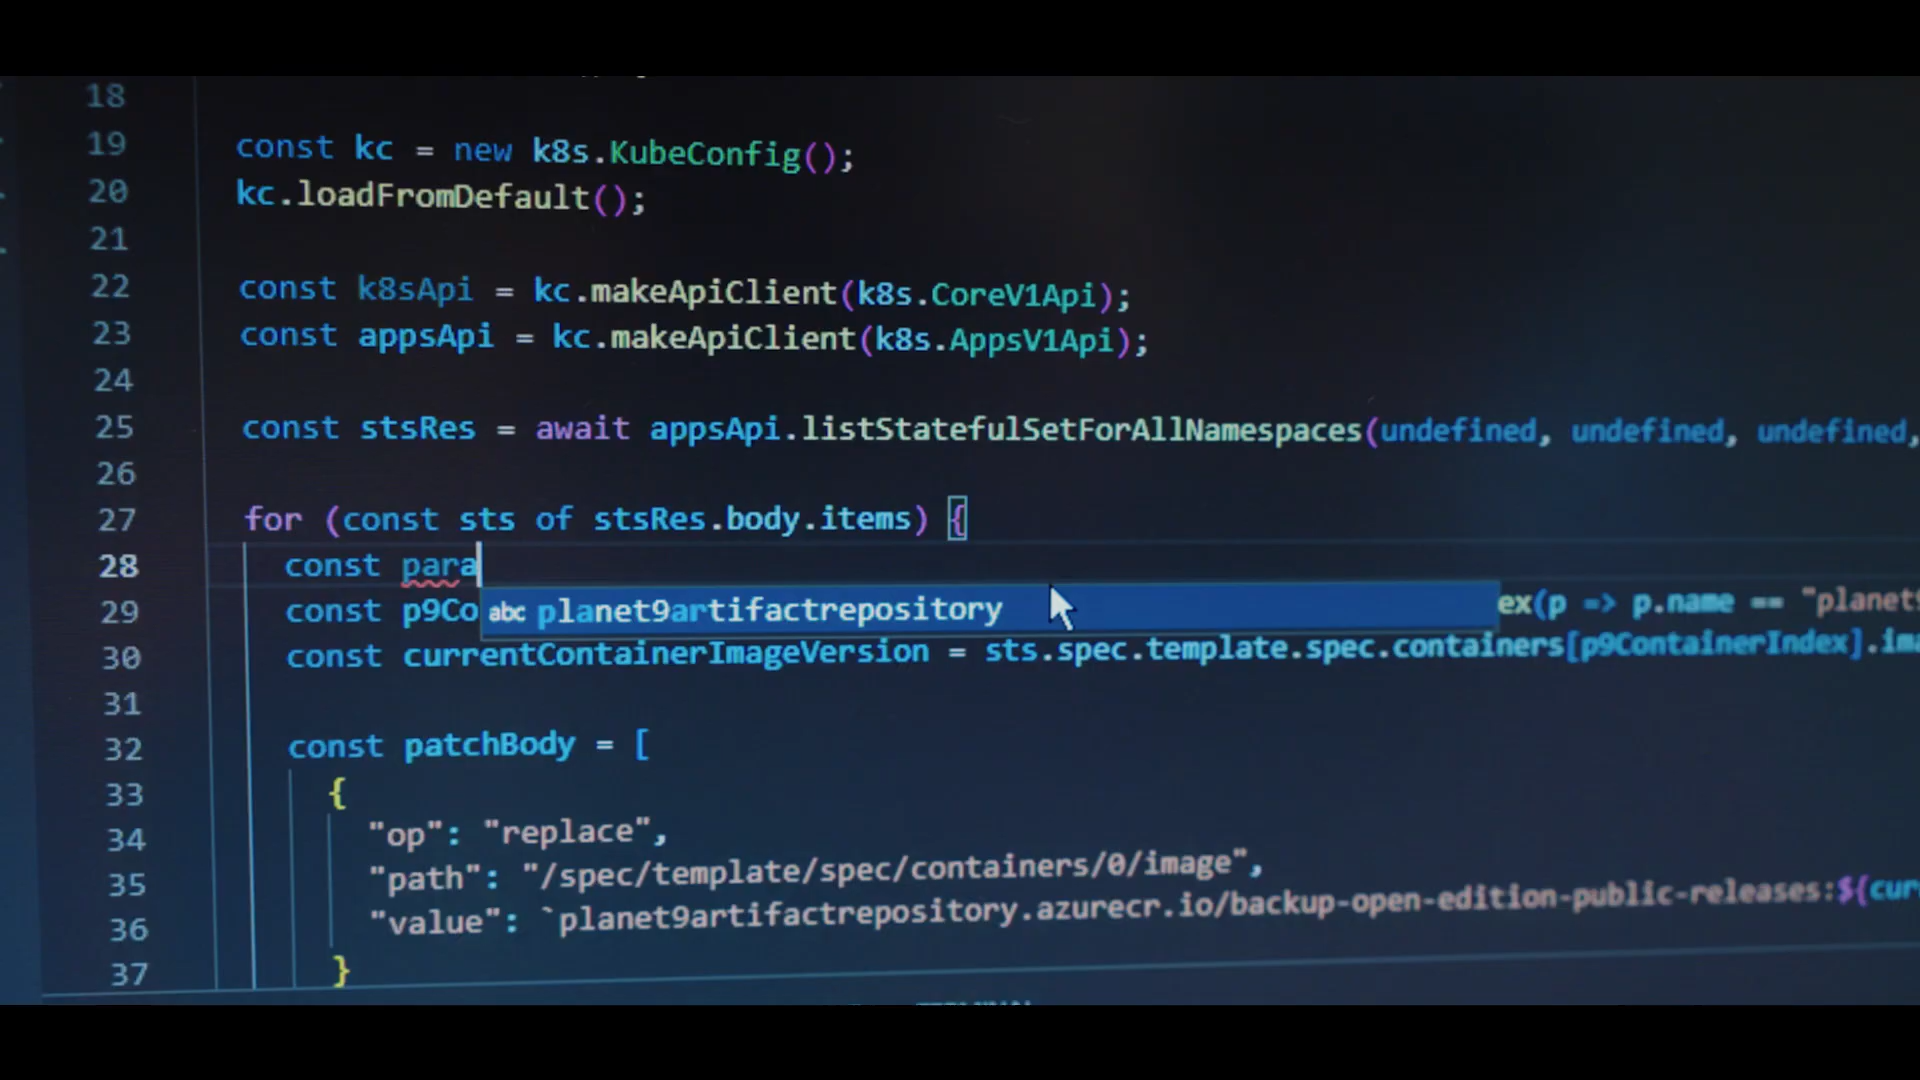 18
19 const kc = new k8s.KubeConfig();
20 kc.loadFromDefault();
21
22 const k8sApi = kc.makeApiClient(k8s.CoreV1Api);
23 const appsApi = kc.makeApiClient(k8s.AppsV1Api);
24
25 const stsRes = await appsApi.listStatefulSetForAllNamespaces(undefined, undefined, undefined,
26
27 for (const sts of stsRes.body.items) {
28 const para
29 const p9Co abc planet9artifactrepository ex(p => p.name == "planet9
30 const currentContainerImageVersion = sts.spec.template.spec.containers[p9ContainerIndex].ima
31
32 const patchBody = [
33 {
34 "op": "replace",
35 "path": "/spec/template/spec/containers/0/image",
36 "value": `planet9artifactrepository.azurecr.io/backup-open-edition-public-releases:${cur
37 }